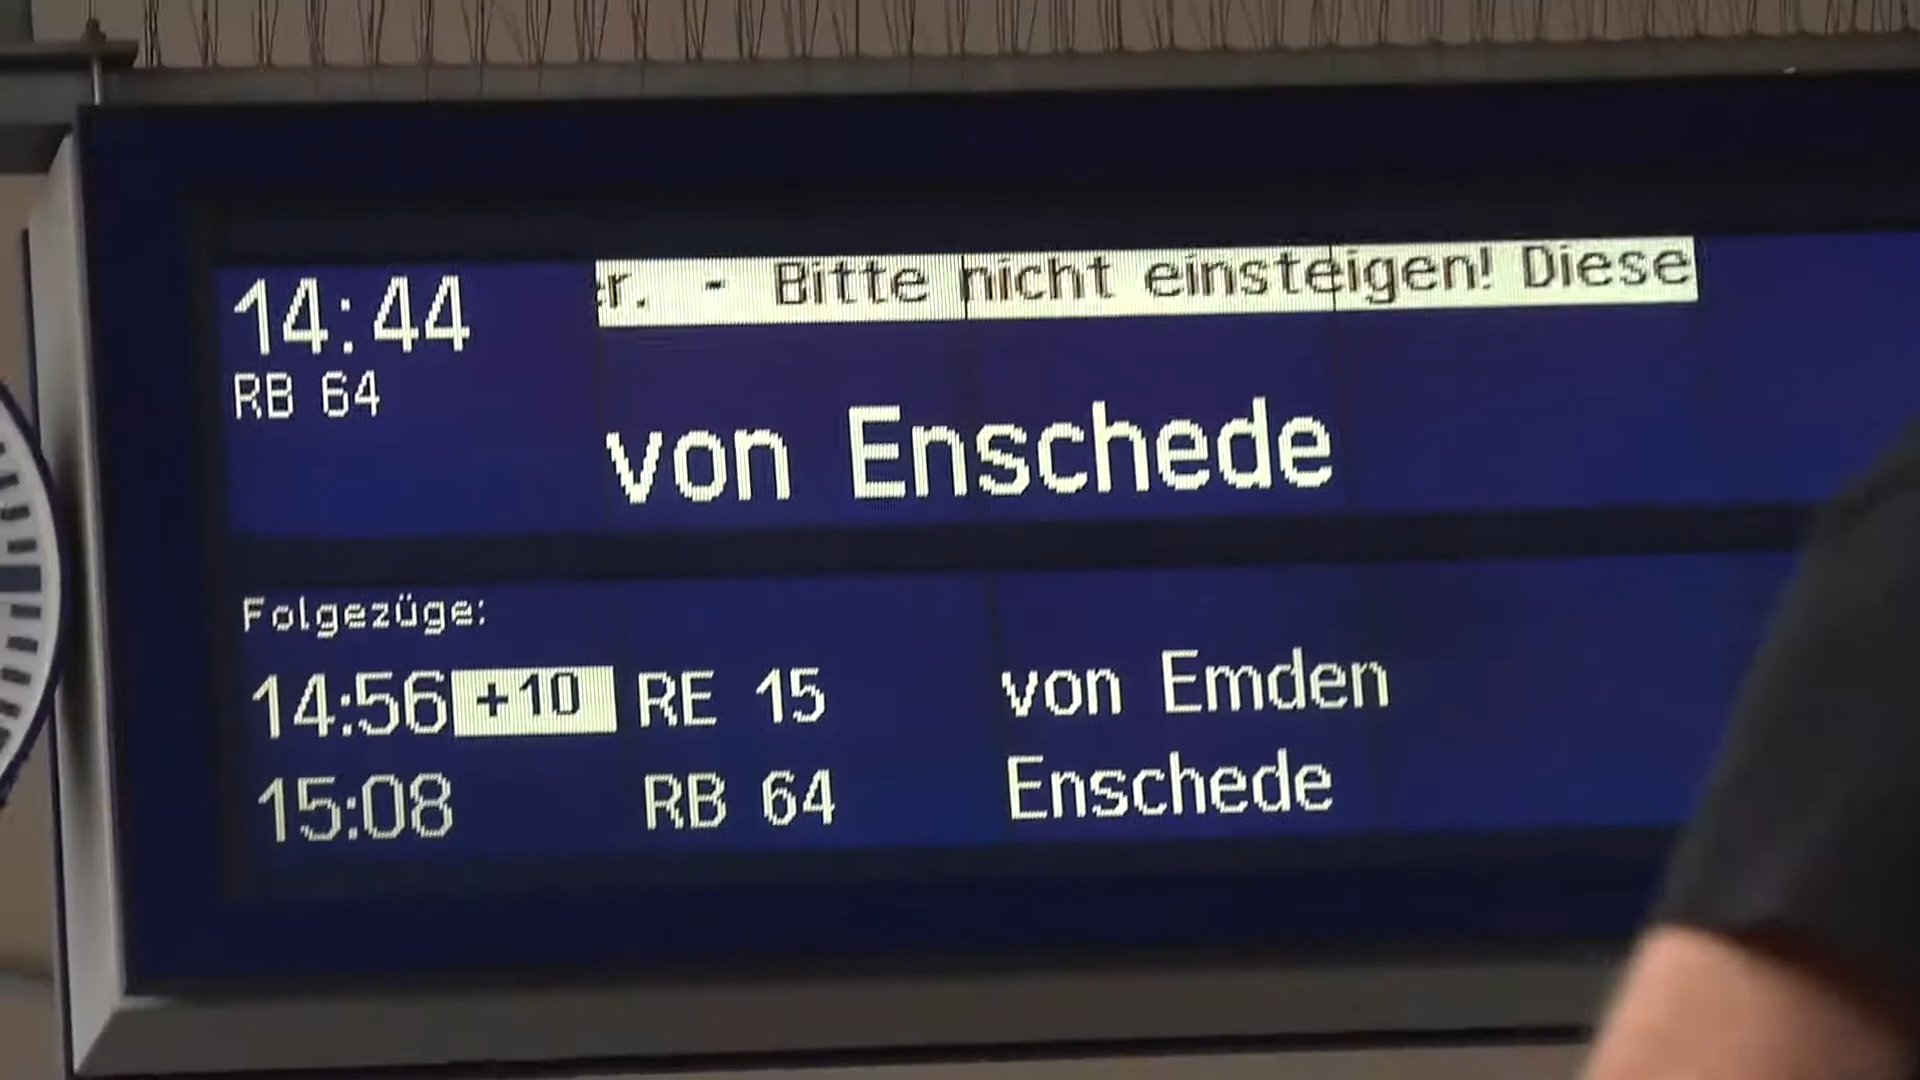 14:44
r. - Bitte nicht einsteigen! Diese
RB 64
von Enschede
Folgezüge:
14:56 +10 RE 15 von Emden
15:08 RB 64 Enschede